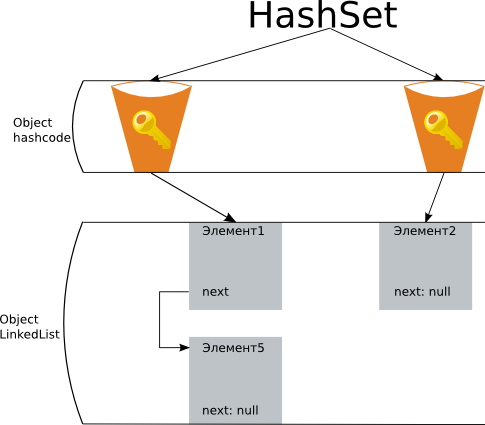 HashSet
Object
hashcode
Элемент1
Элемент2
next
next: null
Object
LinkedList
Элемент5
next: null